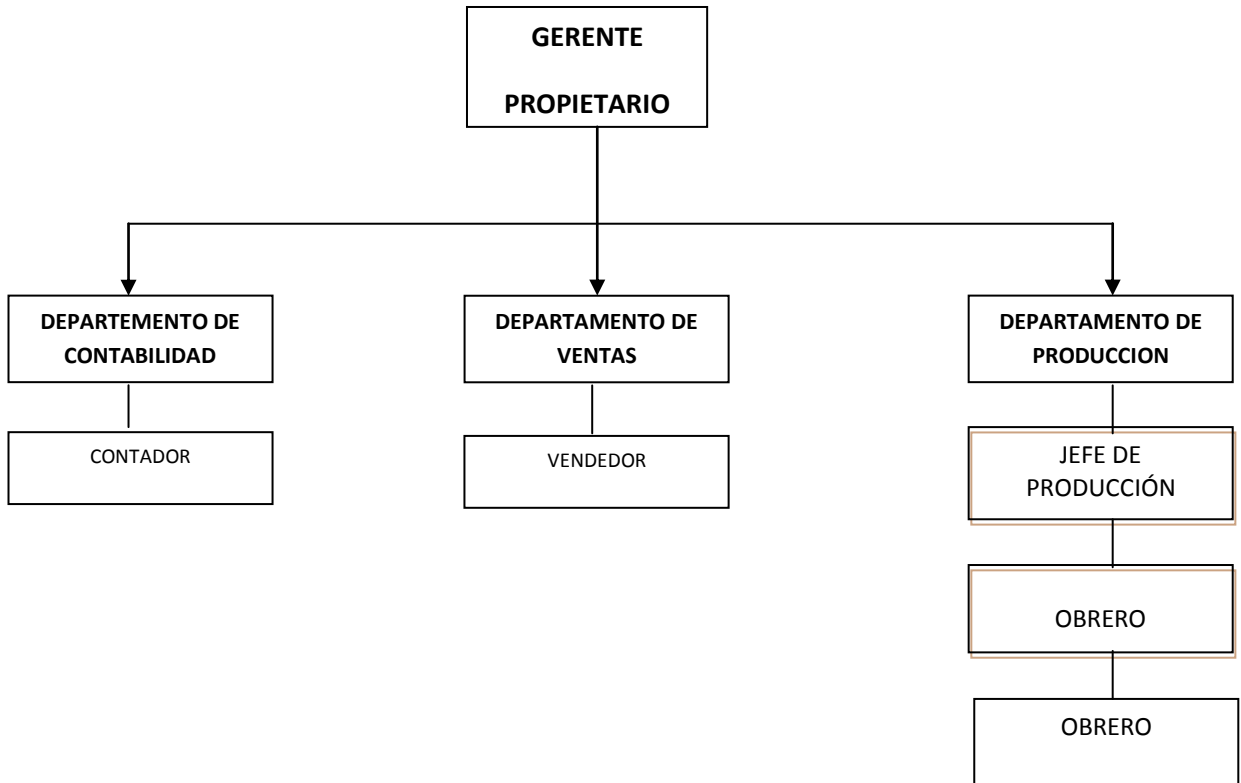 GERENTE
PROPIETARIO
DEPARTEMENTO DE
CONTABILIDAD
DEPARTAMENTO DE
VENTAS
DEPARTAMENTO DE
PRODUCCION
CONTADOR
VENDEDOR
JEFE DE
PRODUCCIÓN
OBRERO
OBRERO